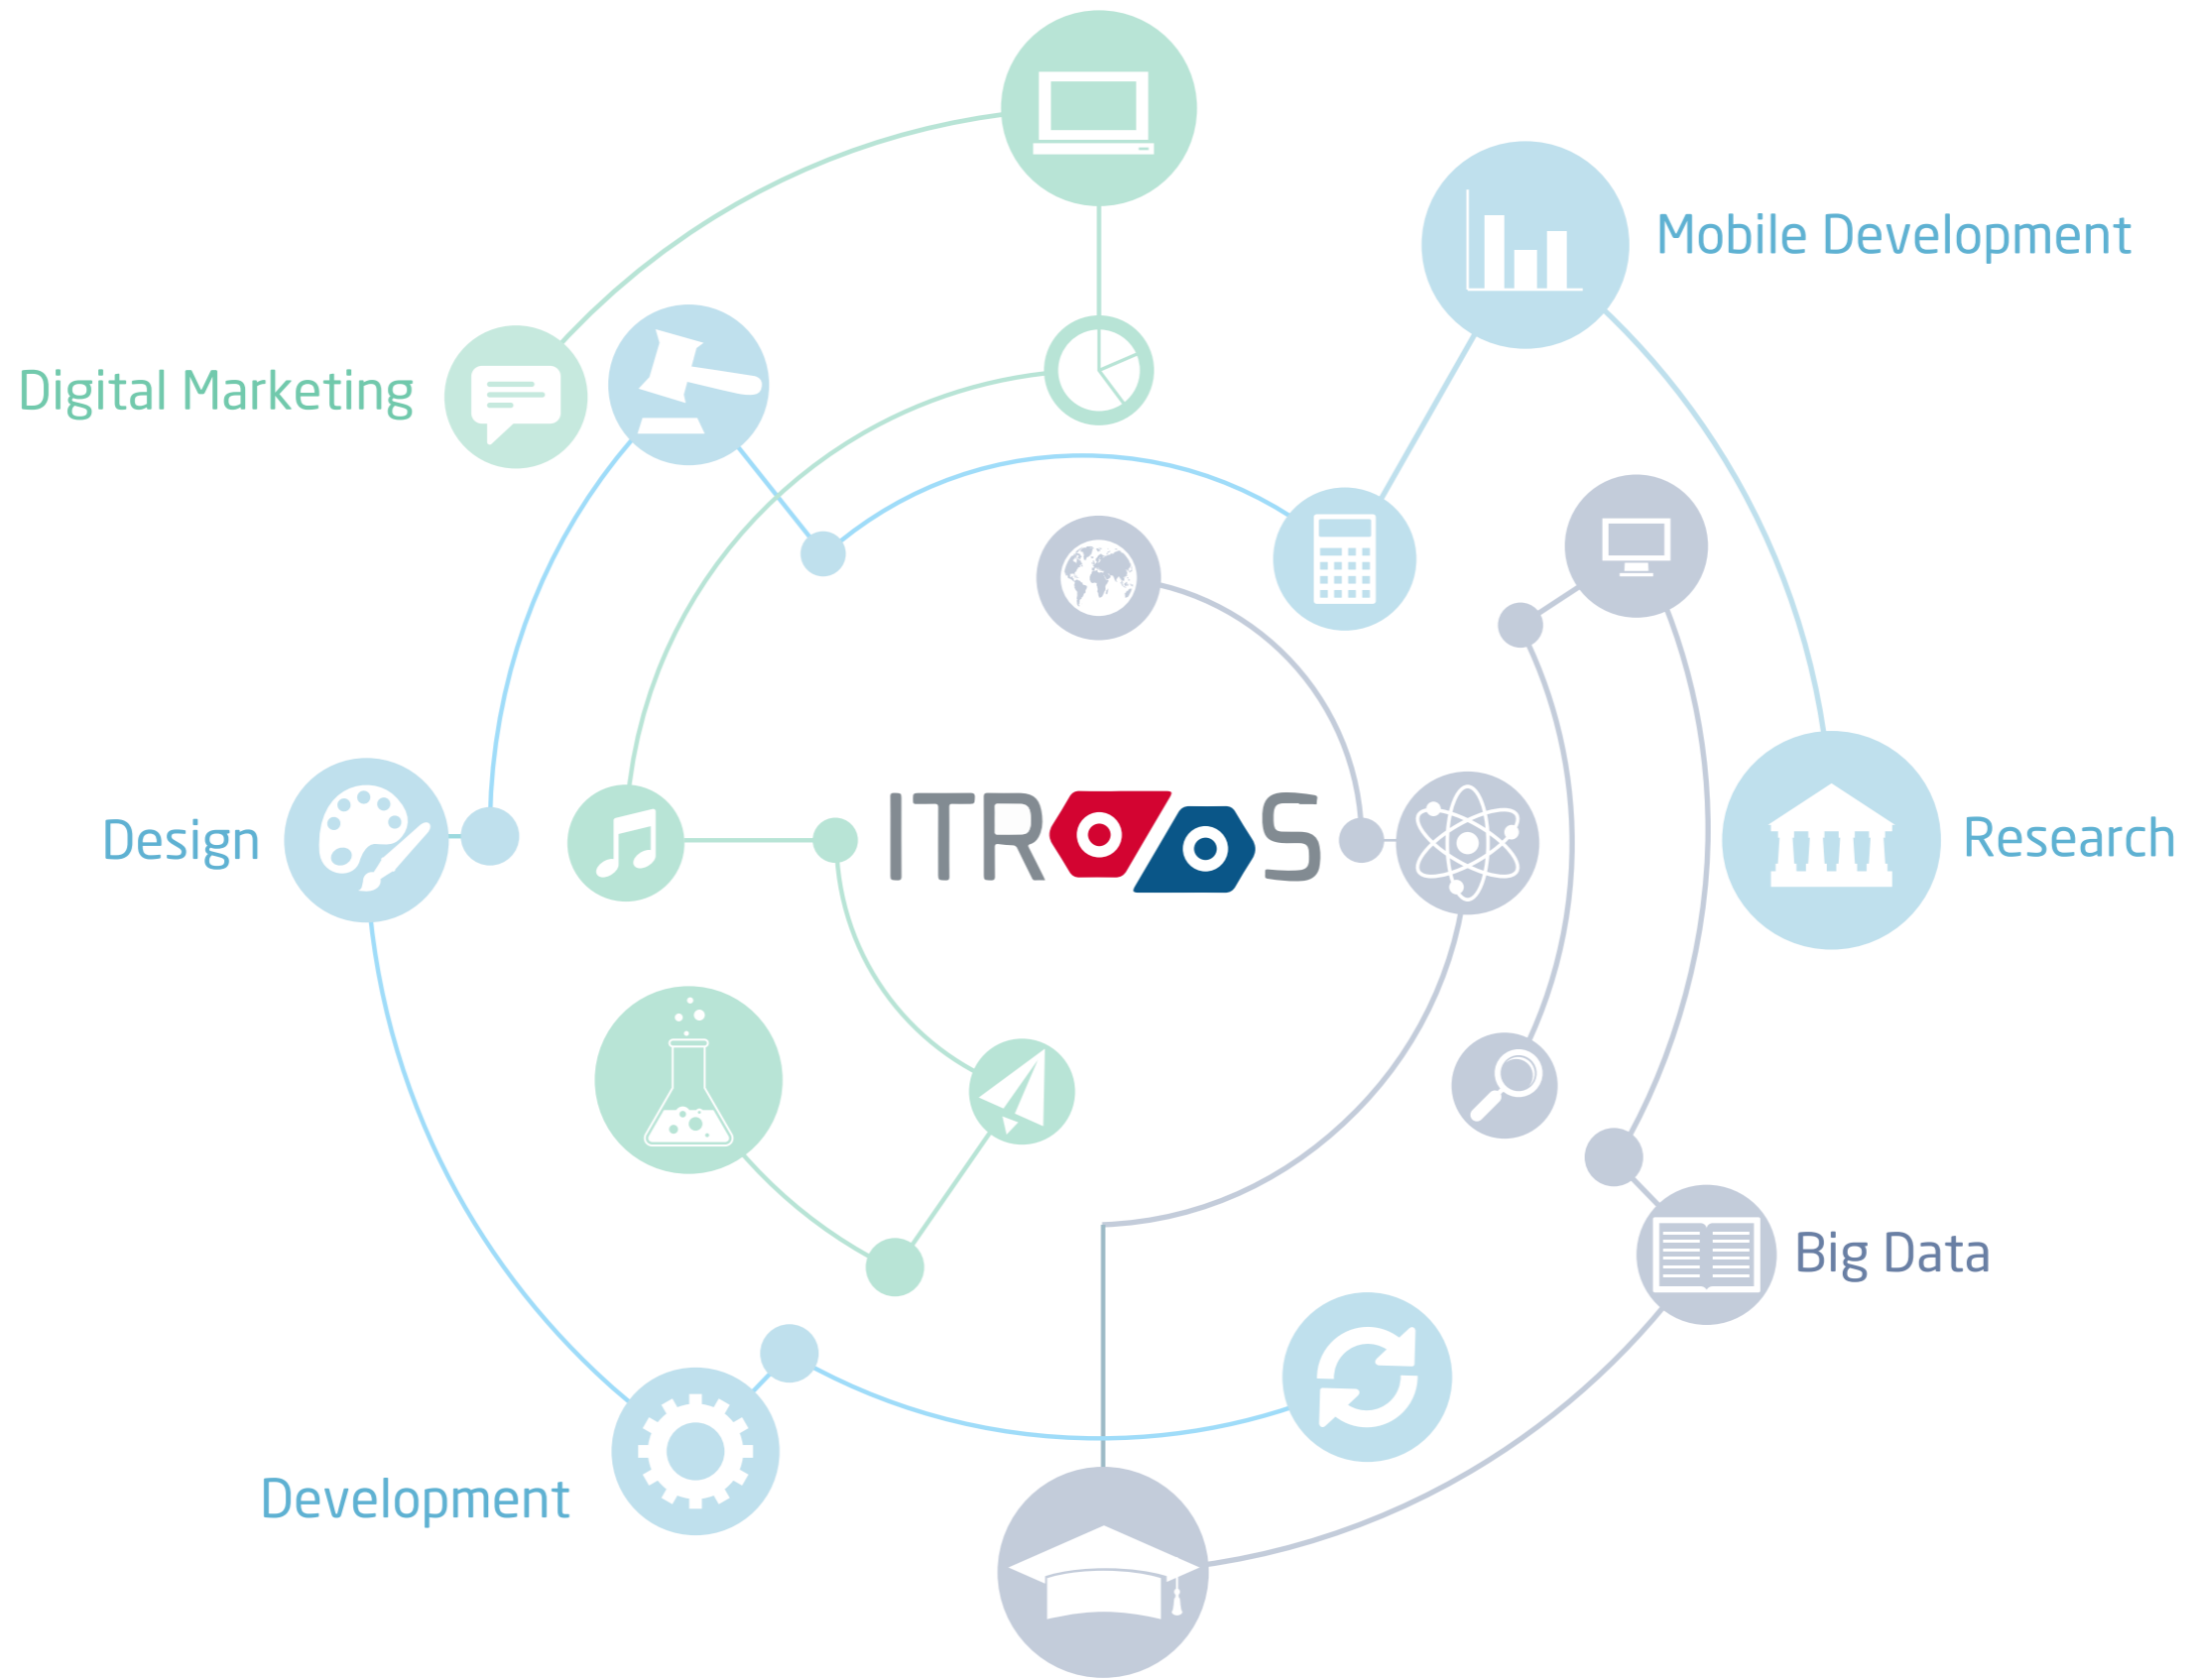 Mobile Development
Digital Marketing
ITROOS
Design
Research
Big Data
Development